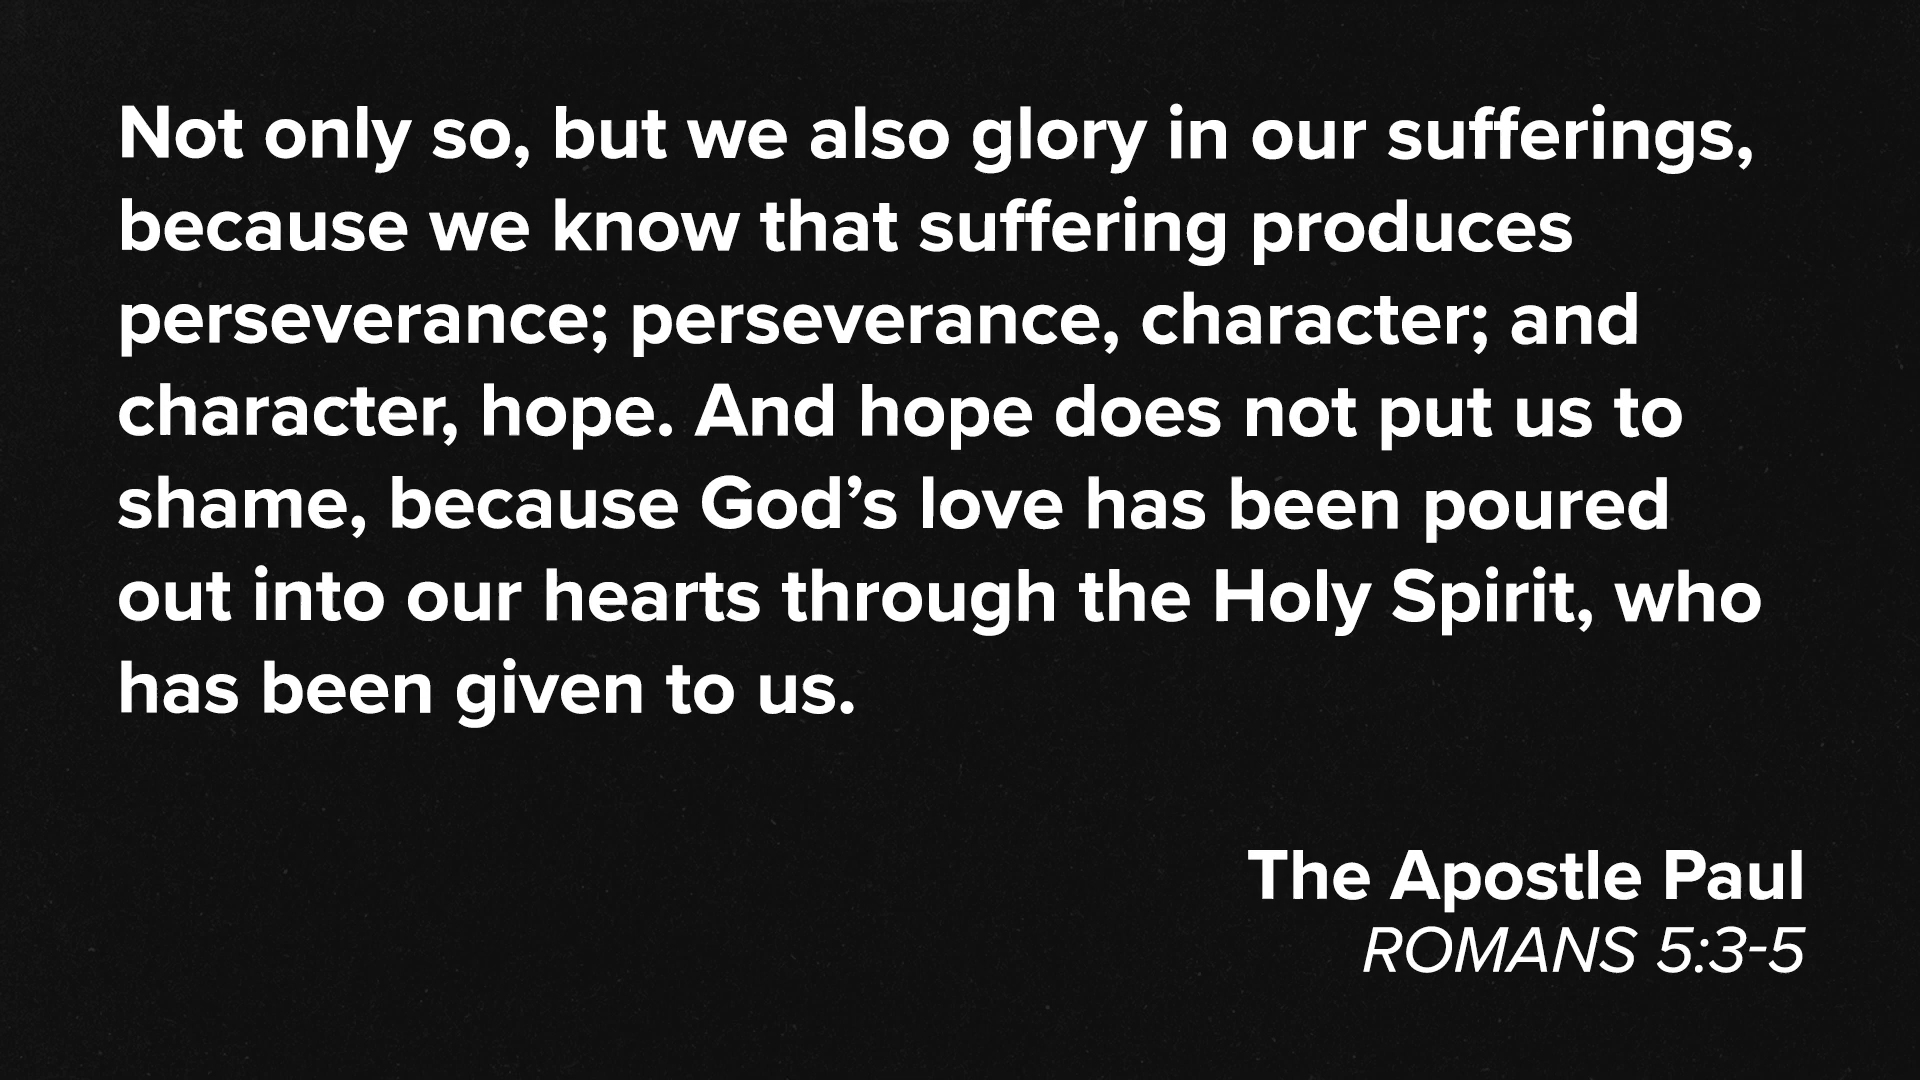 Not only so, but we also glory in our sufferings,
because we know that suffering produces
perseverance; perseverance, character; and
character, hope. And hope does not put us to
shame, because God’s love has been poured
out into our hearts through the Holy Spirit, who
has been given to us.
The Apostle Paul
ROMANS 5:3-5